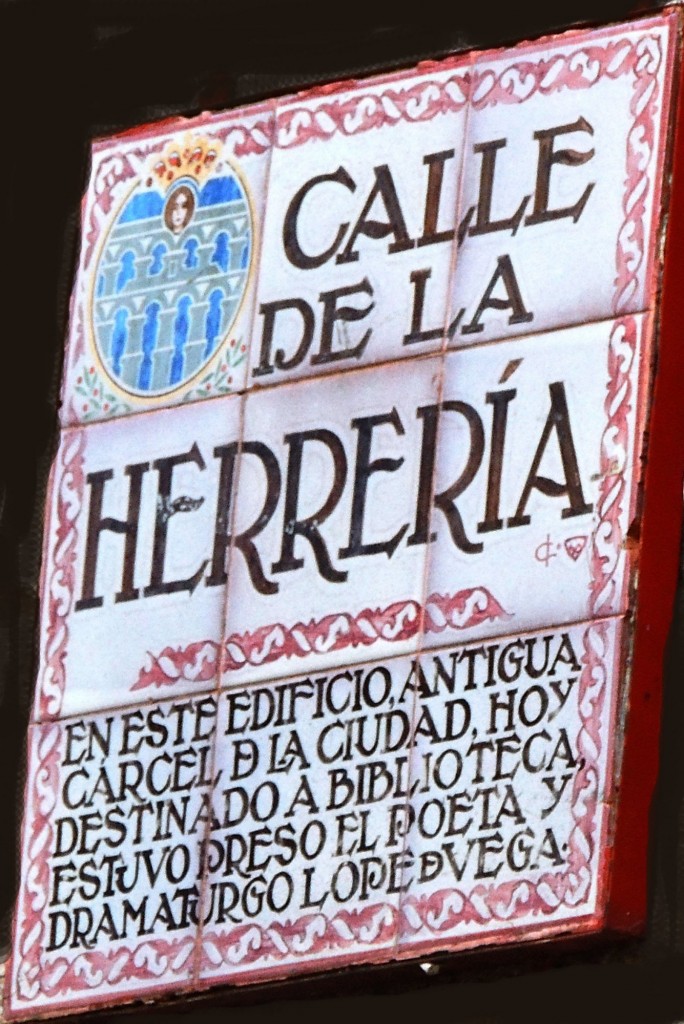 CALLE
DE LA
HERRERÍA
EN ESTE EDIFICIO, ANTIGUA
CÁRCEL D LA CIUDAD, HOY
DESTINADO A BIBLIOTECA,
ESTUVO PRESO EL POETA Y
DRAMATURGO LOPE D VEGA.